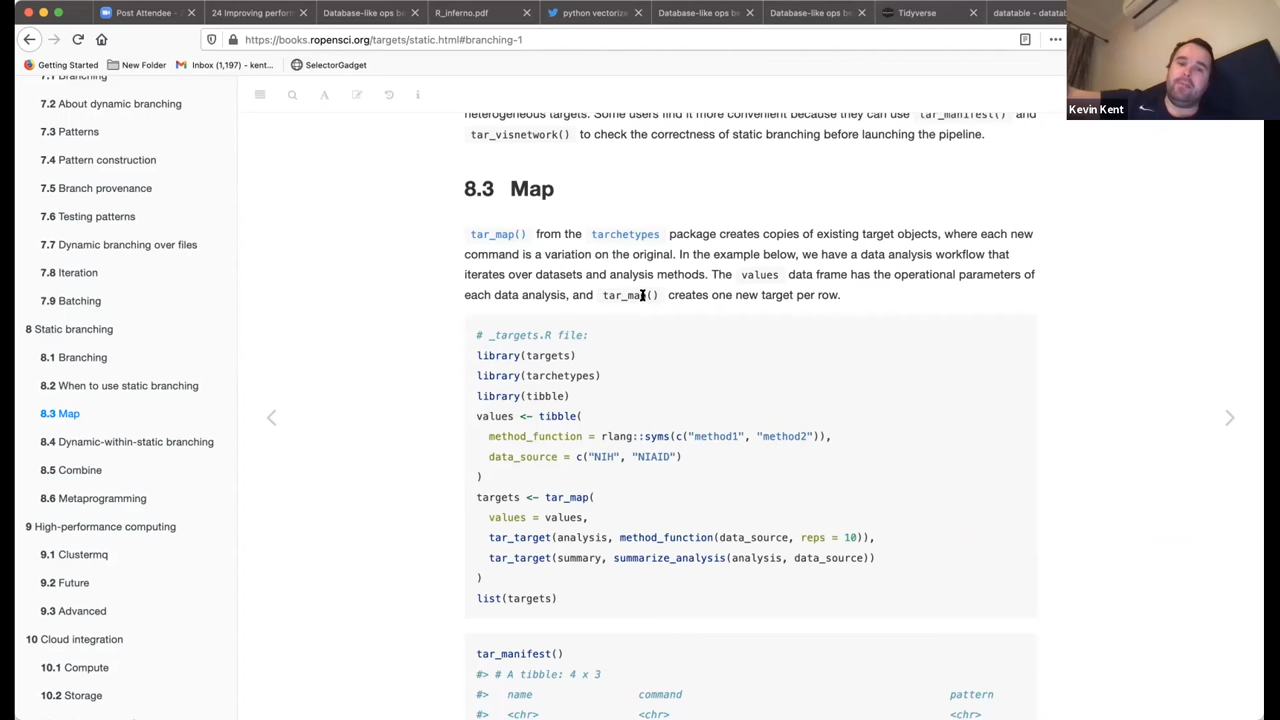 Post Attendee -
24 Improving perform
Database-like ops be
R_inferno.pdf
python vectorize
Database-like ops be
Database-like ops be
Tidyverse
datatable - datatab
https://books.ropensci.org/targets/static.html#branching-1
Getting Started
New Folder
Inbox (1,197) - kent...
SelectorGadget
Kevin Kent
7.1 Branching
7.2 About dynamic branching
7.3 Patterns
7.4 Pattern construction
7.5 Branch provenance
7.6 Testing patterns
7.7 Dynamic branching over files
7.8 Iteration
7.9 Batching
8 Static branching
8.1 Branching
8.2 When to use static branching
8.3 Map
8.4 Dynamic-within-static branching
8.5 Combine
8.6 Metaprogramming
9 High-performance computing
9.1 Clustermq
9.2 Future
9.3 Advanced
10 Cloud integration
10.1 Compute
10.2 Storage
heterogeneous targets. Some users find it more convenient because they can use tar_manifest() and
tar_visnetwork() to check the correctness of static branching before launching the pipeline.
8.3 Map
tar_map() from the tarchetypes package creates copies of existing target objects, where each new
command is a variation on the original. In the example below, we have a data analysis workflow that
iterates over datasets and analysis methods. The values data frame has the operational parameters of
each data analysis, and tar_map() creates one new target per row.
# _targets.R file:
library(targets)
library(tarchetypes)
library(tibble)
values <- tibble(
method_function = rlang::syms(c("method1", "method2")),
data_source = c("NIH", "NIAID")
)
targets <- tar_map(
values = values,
tar_target(analysis, method_function(data_source, reps = 10)),
tar_target(summary, summarize_analysis(analysis, data_source))
)
list(targets)
tar_manifest()
#> # A tibble: 4 x 3
#> name command pattern
#> <chr> <chr> <chr>